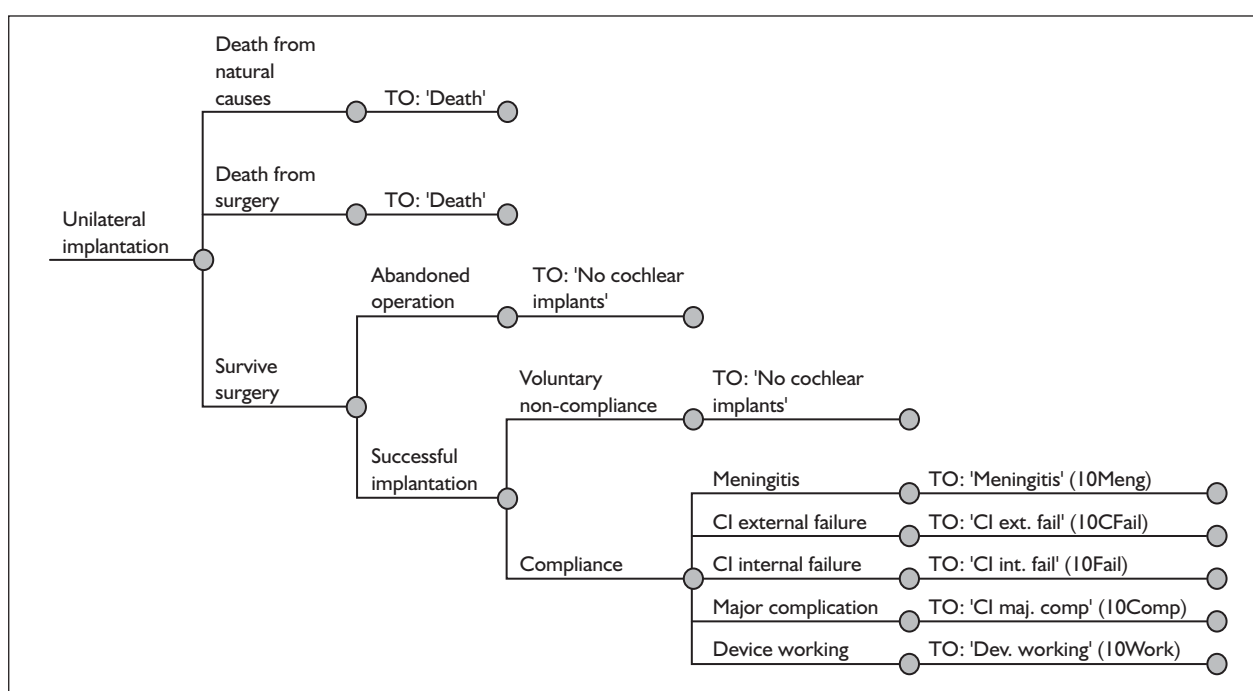 Death from
natural
causes
TO: 'Death'
Death from
surgery
TO: 'Death'
Unilateral
implantation
Abandoned
operation
TO: 'No cochlear
implants'
Survive
surgery
Voluntary
non-compliance
TO: 'No cochlear
implants'
Successful
implantation
Compliance
Meningitis
TO: 'Meningitis' (10Meng)
CI external failure
TO: 'CI ext. fail' (10CFail)
CI internal failure
TO: 'CI int. fail' (10Fail)
Major complication
TO: 'CI maj. comp' (10Comp)
Device working
TO: 'Dev. working' (10Work)